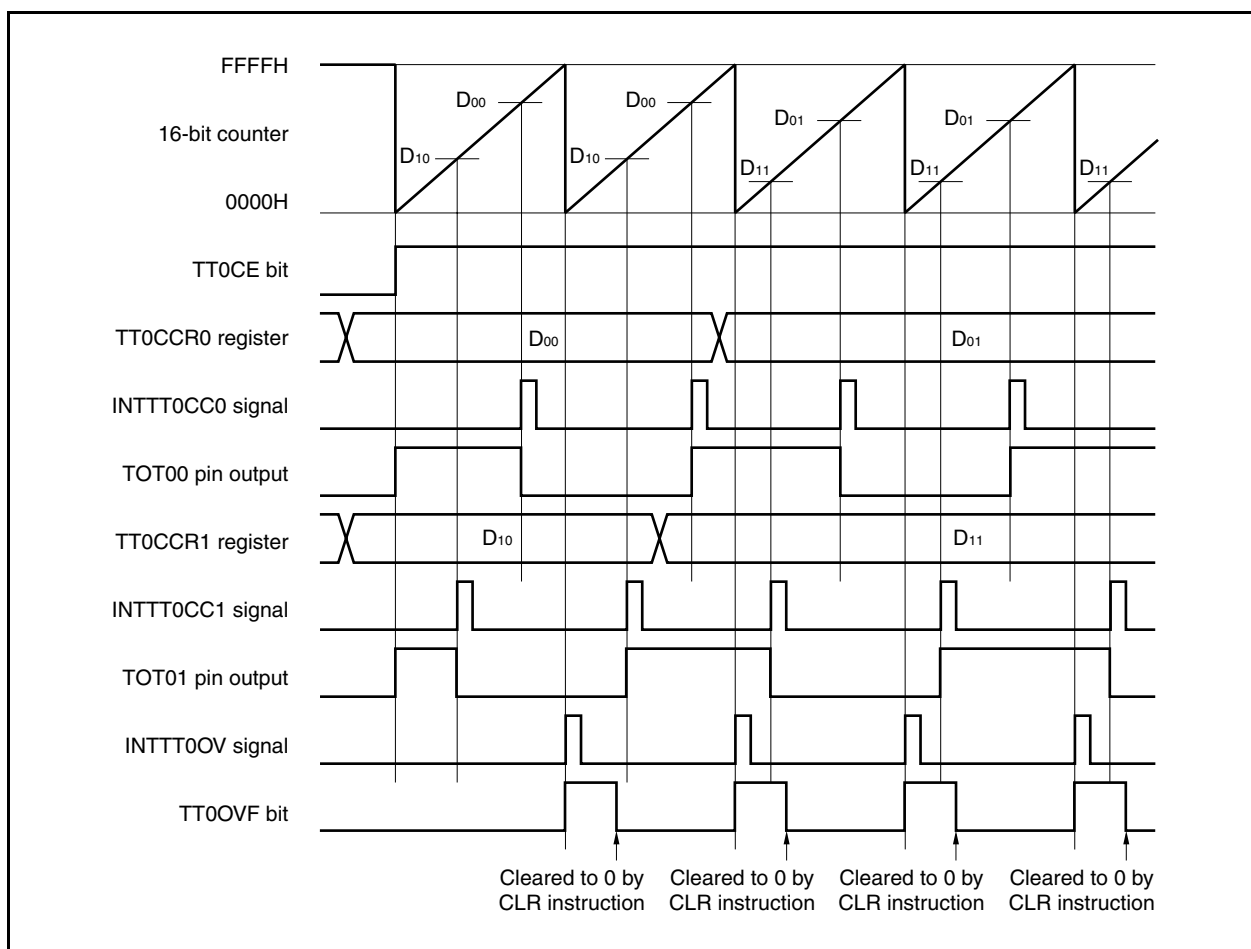 FFFFH
16-bit counter
0000H
D00
D10
D00
D10
D01
D11
D01
D11
D11
TT0CE bit
TT0CCR0 register
D00
D01
INTTT0CC0 signal
TOT00 pin output
TT0CCR1 register
D10
D11
INTTT0CC1 signal
TOT01 pin output
INTTT0OV signal
TT0OVF bit
Cleared to 0 by
CLR instruction
Cleared to 0 by
CLR instruction
Cleared to 0 by
CLR instruction
Cleared to 0 by
CLR instruction